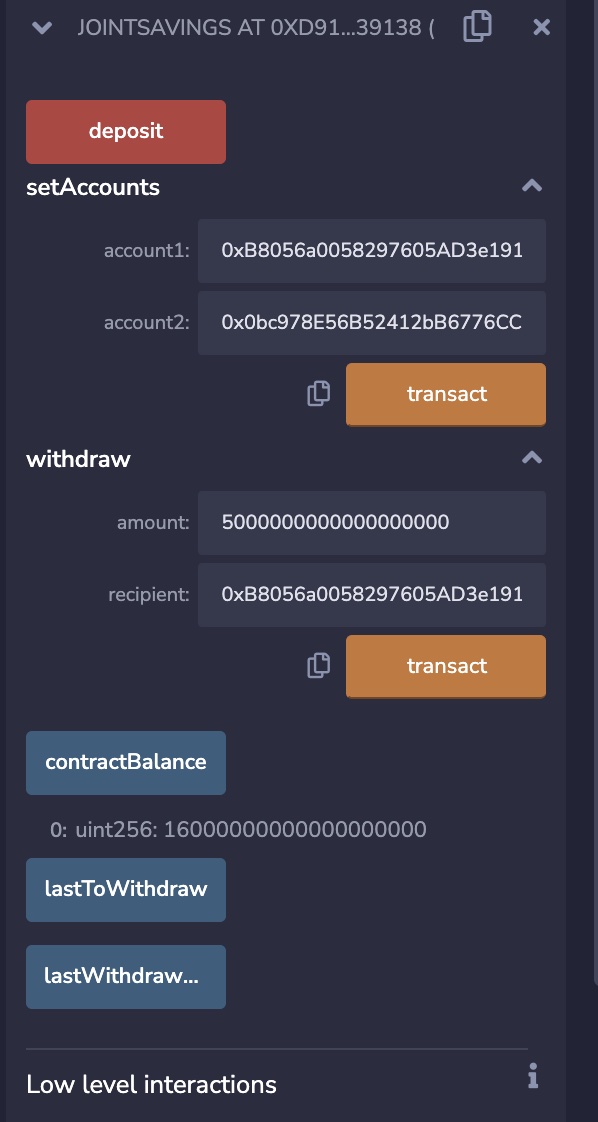 JOINTSAVINGS AT 0XD91...39138 (
deposit
setAccounts
account1: 0xB8056a0058297605AD3e191
account2: 0x0bc978E56B52412bB6776CC
transact
withdraw
amount: 5000000000000000000
recipient: 0xB8056a0058297605AD3e191
transact
contractBalance
0: uint256: 16000000000000000000
lastToWithdraw
lastWithdraw...
Low level interactions